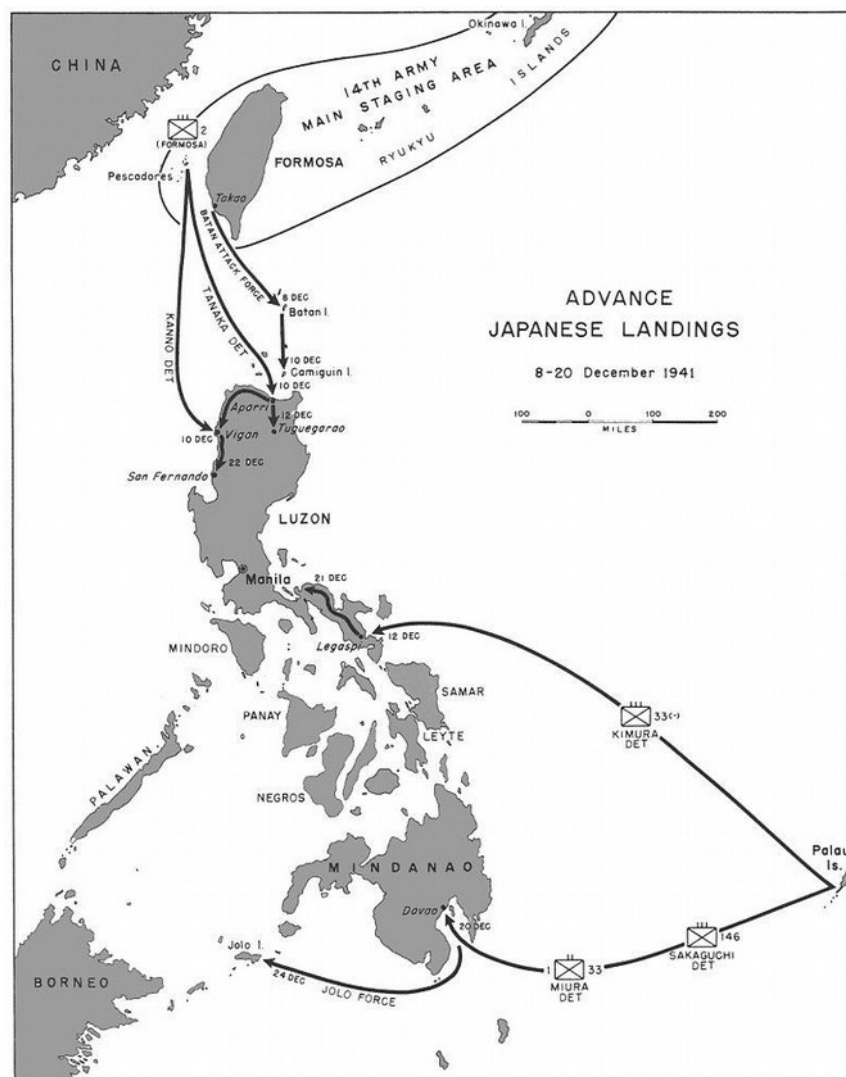 Okinawa I.
CHINA
14TH ARMY
MAIN STAGING AREA
ISLANDS
RYUKYU
2
(FORMOSA)
FORMOSA
Pescadores
Takao
BATAN ATTACK FORCE
TANAKA DET
KANNO DET
8 DEC
Batan I.
ADVANCE
JAPANESE LANDINGS
8-20 December 1941
100 0 100 200
MILES
10 DEC
Camiguin I.
10 DEC
Aparri
12 DEC
10 DEC
Vigan
Tuguegarao
22 DEC
San Fernando
LUZON
Manila
21 DEC
Legaspi
12 DEC
MINDORO
SAMAR
PANAY
LEYTE
33(-)
KIMURA
DET
PALAWAN
NEGROS
MINDANAO
Palau
Is.
Davao
20 DEC
146
SAKAGUCHI
DET
Jolo I.
24 DEC
JOLO FORCE
1 33
MIURA
DET
BORNEO